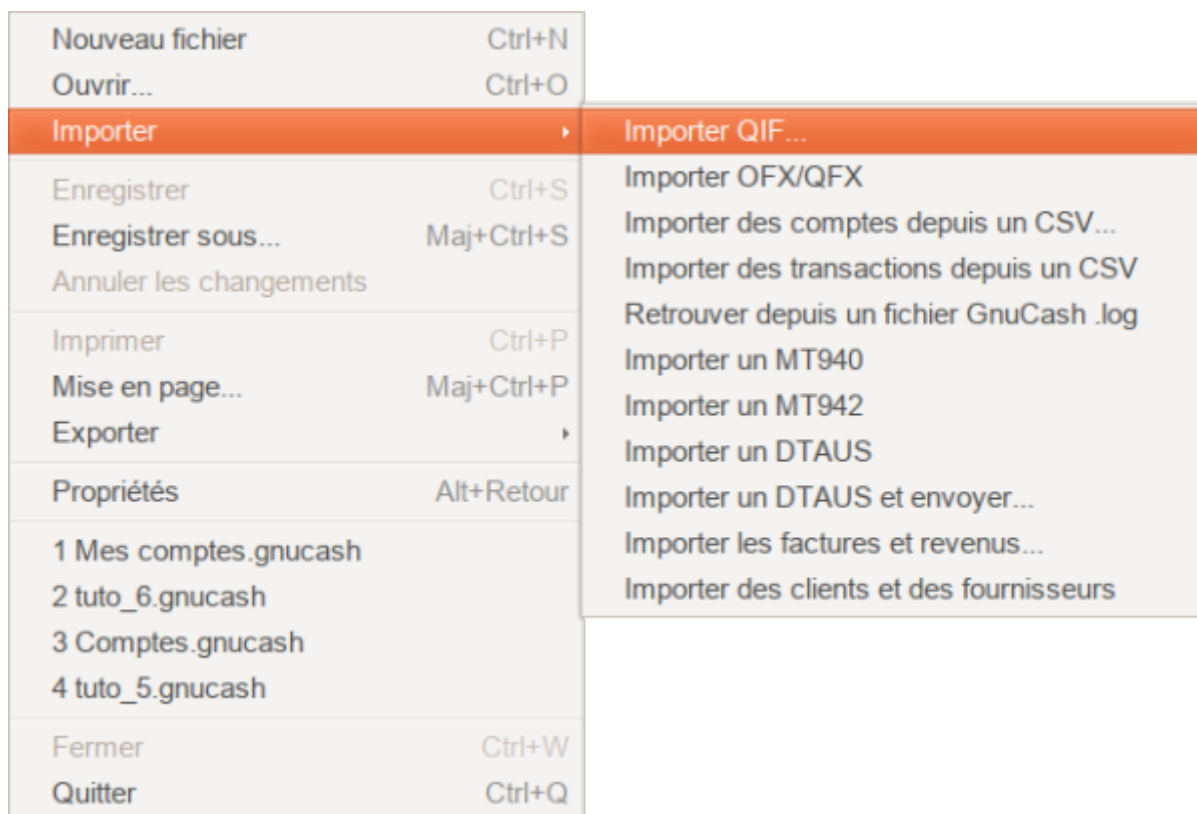 Nouveau fichier Ctrl+N
Ouvrir... Ctrl+O
Importer
Enregistrer Ctrl+S
Enregistrer sous... Maj+Ctrl+S
Annuler les changements
Imprimer Ctrl+P
Mise en page... Maj+Ctrl+P
Exporter
Propriétés Alt+Retour
1 Mes comptes.gnucash
2 tuto_6.gnucash
3 Comptes.gnucash
4 tuto_5.gnucash
Fermer Ctrl+W
Quitter Ctrl+Q
Importer QIF...
Importer OFX/QFX
Importer des comptes depuis un CSV...
Importer des transactions depuis un CSV
Retrouver depuis un fichier GnuCash .log
Importer un MT940
Importer un MT942
Importer un DTAUS
Importer un DTAUS et envoyer...
Importer les factures et revenus...
Importer des clients et des fournisseurs